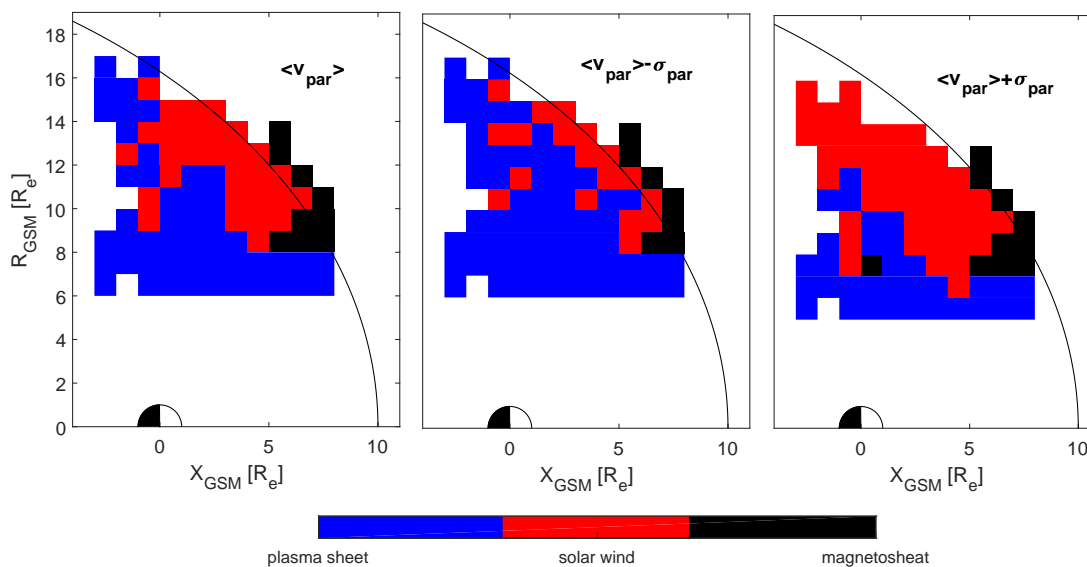 <v_par> <v_par>-σ_par <v_par>+σ_par
18
16
14
12
10
8
6
4
2
0
R_GSM [R_e]
0 5 10 0 5 10 0 5 10
X_GSM [R_e] X_GSM [R_e] X_GSM [R_e]
plasma sheet solar wind magnetosheat